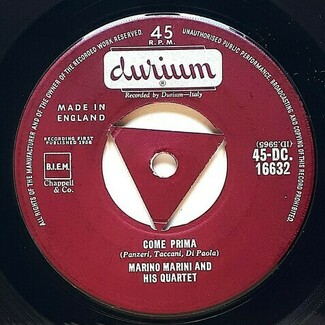 45
R.P.M.
ALL RIGHTS OF THE MANUFACTURER AND OF THE OWNER OF THE RECORDED WORK RESERVED. UNAUTHORISED PUBLIC PERFORMANCE, BROADCASTING AND COPYING OF THIS RECORD PROHIBITED.
durium
®
Recorded by Durium—Italy
MADE IN
ENGLAND
RECORDING FIRST
PUBLISHED 1958
B.I.E.M.
Chappell
& Co.
(ID.5965)
45-DC.
16632
COME PRIMA
(Panzeri, Taccani, Di Paola)
MARINO MARINI AND
HIS QUARTET